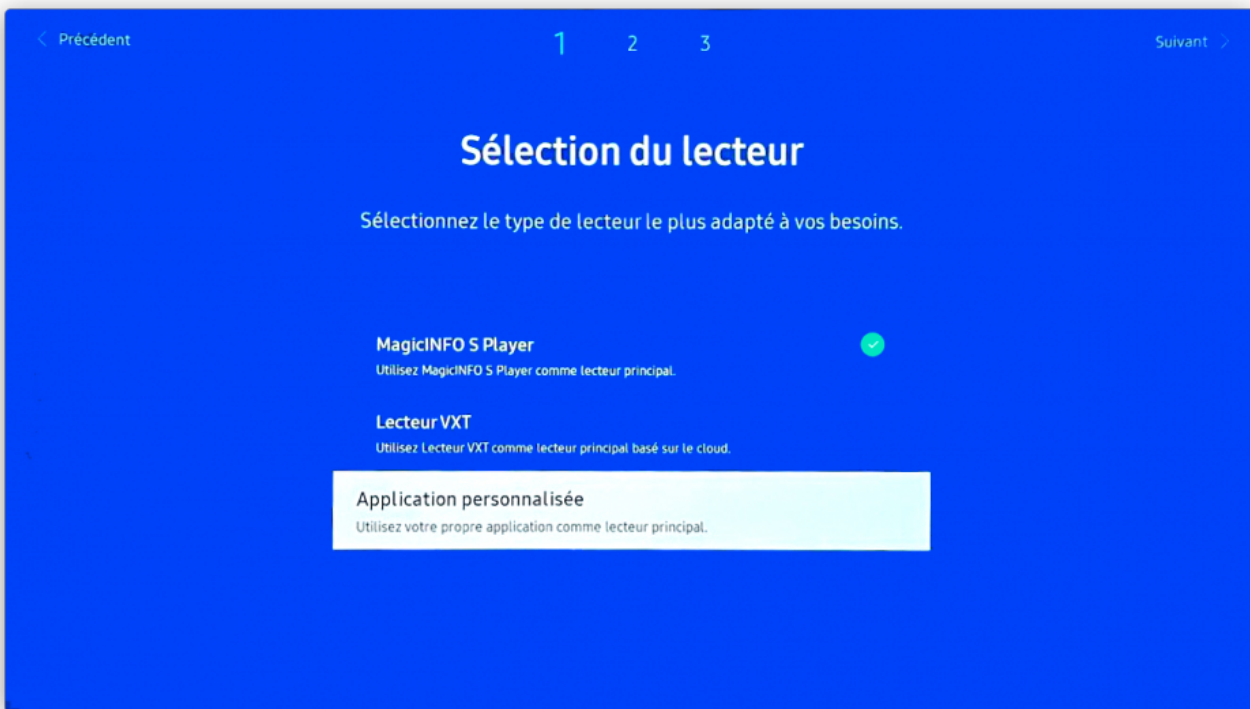 Précédent
1 2 3
Suivant
Sélection du lecteur
Sélectionnez le type de lecteur le plus adapté à vos besoins.
MagicINFO S Player
Utilisez MagicINFO S Player comme lecteur principal.
Lecteur VXT
Utilisez Lecteur VXT comme lecteur principal basé sur le cloud.
Application personnalisée
Utilisez votre propre application comme lecteur principal.